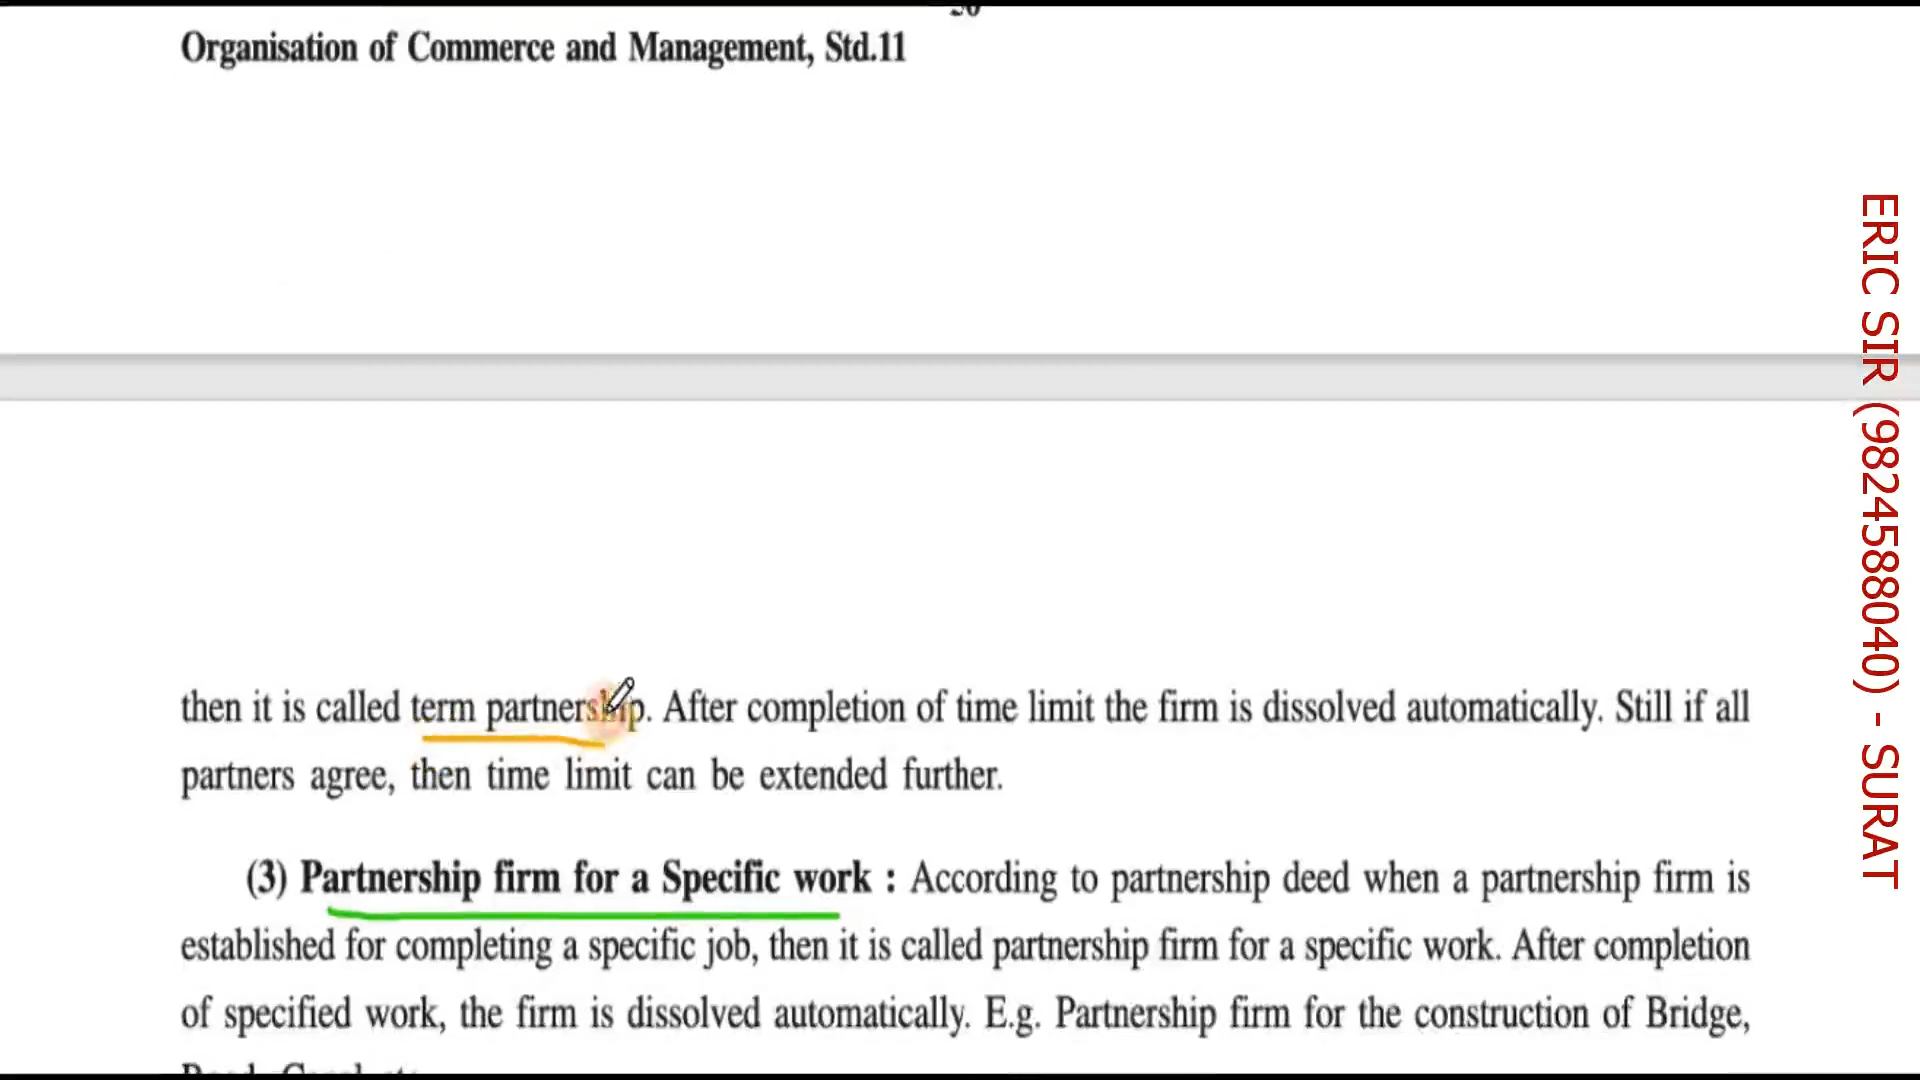 Organisation of Commerce and Management, Std.11
then it is called term partnership. After completion of time limit the firm is dissolved automatically. Still if all
partners agree, then time limit can be extended further.
(3) Partnership firm for a Specific work : According to partnership deed when a partnership firm is
established for completing a specific job, then it is called partnership firm for a specific work. After completion
of specified work, the firm is dissolved automatically. E.g. Partnership firm for the construction of Bridge,
ERIC SIR (9824588040) - SURAT